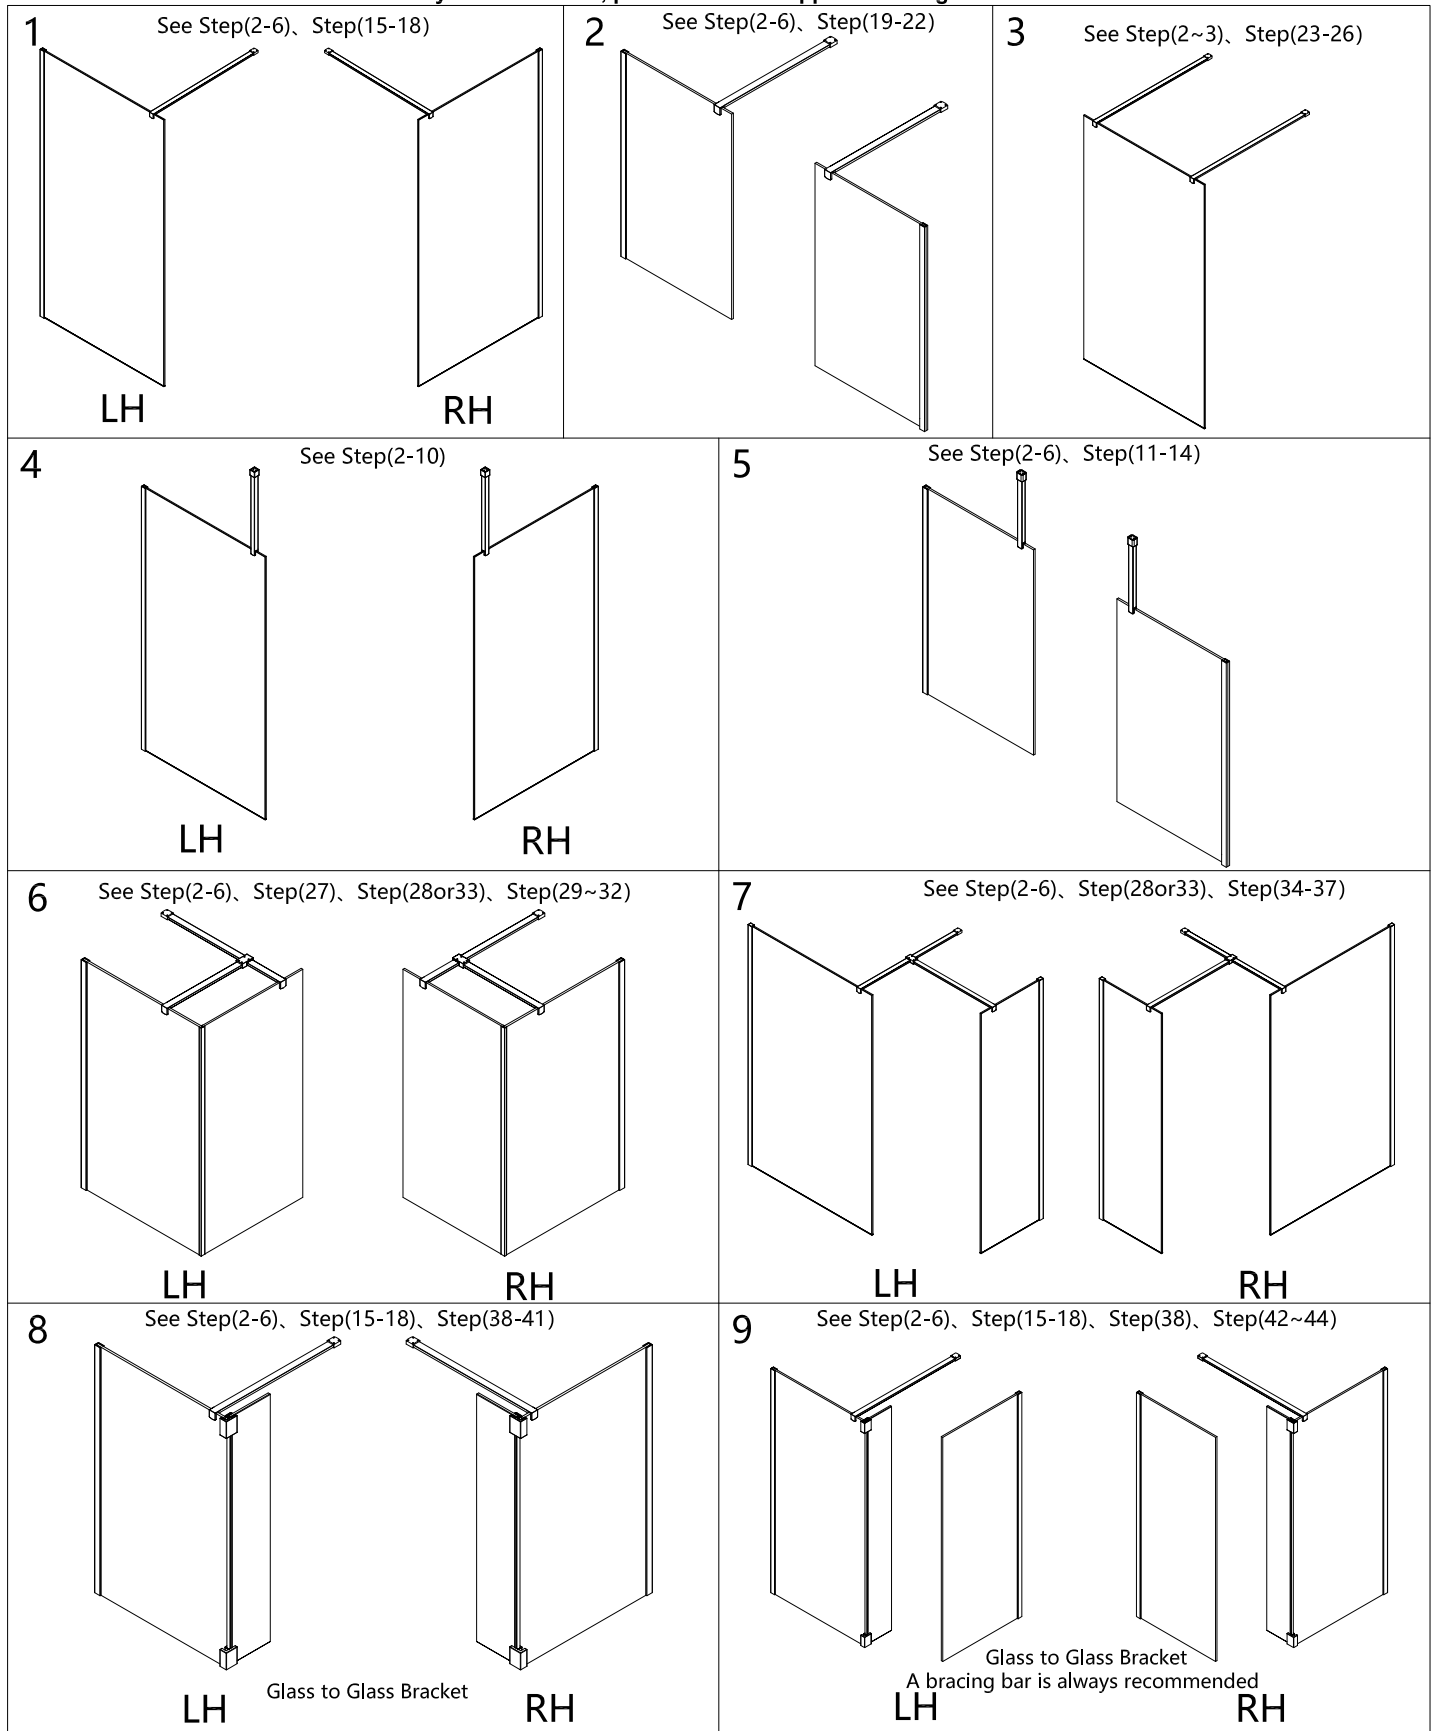 1
See Step(2-6)、Step(15-18)
LH
RH
2
See Step(2-6)、Step(19-22)
3
See Step(2~3)、Step(23-26)
4
See Step(2-10)
LH
RH
5
See Step(2-6)、Step(11-14)
6
See Step(2-6)、Step(27)、Step(28or33)、Step(29~32)
LH
RH
7
See Step(2-6)、Step(28or33)、Step(34-37)
LH
RH
8
See Step(2-6)、Step(15-18)、Step(38-41)
LH
Glass to Glass Bracket
RH
9
See Step(2-6)、Step(15-18)、Step(38)、Step(42~44)
Glass to Glass Bracket
A bracing bar is always recommended
LH
RH